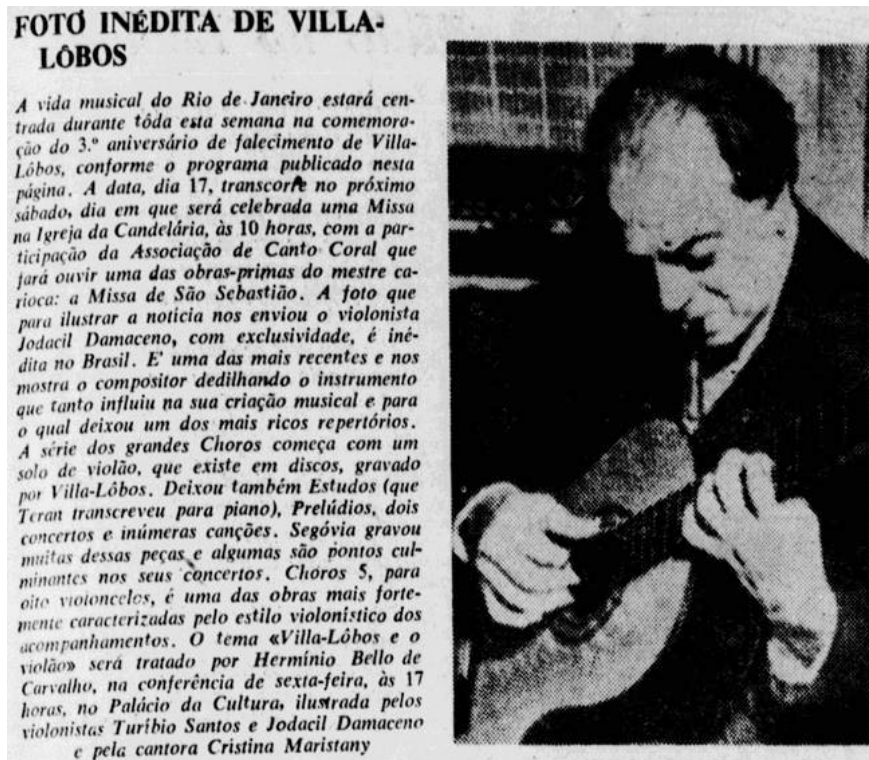 FOTO INÉDITA DE VILLA-
LÔBOS
A vida musical do Rio de Janeiro estará cen-
trada durante tôda esta semana na comemora-
ção do 3.º aniversário de falecimento de Villa-
Lôbos, conforme o programa publicado nesta
página. A data, dia 17, transcorre no próximo
sábado, dia em que será celebrada uma Missa
na Igreja da Candelária, às 10 horas, com a par-
ticipação da Associação de Canto Coral que
fará ouvir uma das obras-primas do mestre ca-
rioca: a Missa de São Sebastião. A foto que
para ilustrar a notícia nos enviou o violonista
Jodacil Damaceno, com exclusividade, é iné-
dita no Brasil. E' uma das mais recentes e nos
mostra o compositor dedilhando o instrumento
que tanto influiu na sua criação musical e para
o qual deixou um dos mais ricos repertórios.
A série dos grandes Choros começa com um
solo de violão, que existe em discos, gravado
por Villa-Lôbos. Deixou também Estudos (que
Teran transcreveu para piano), Prelúdios, dois
concertos e inúmeras canções. Segóvia gravou
muitas dessas peças e algumas são pontos cul-
minantes nos seus concertos. Choros 5, para
oito violoncelos, é uma das obras mais forte-
mente caracterizadas pelo estilo violonístico dos
acompanhamentos. O tema «Villa-Lôbos e o
violão» será tratado por Hermínio Bello de
Carvalho, na conferência de sexta-feira, às 17
horas, no Palácio da Cultura, ilustrada pelos
violonistas Turíbio Santos e Jodacil Damaceno
e pela cantora Cristina Maristany